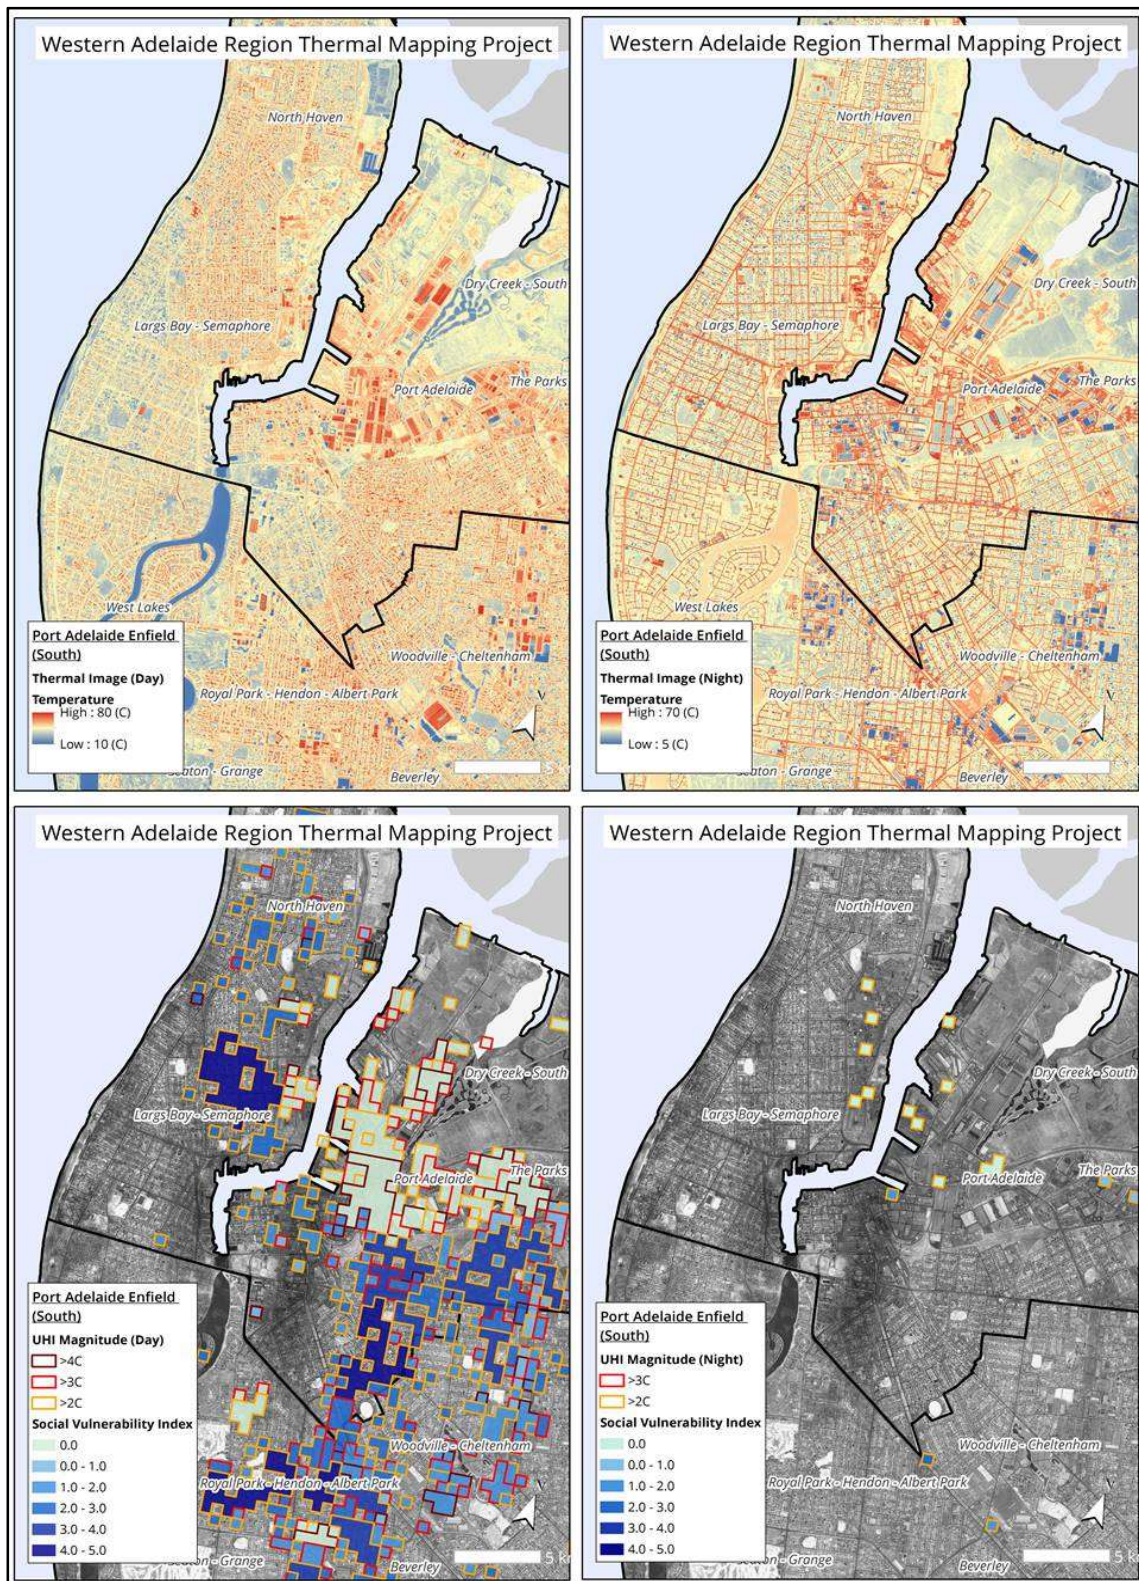 Western Adelaide Region Thermal Mapping Project
North Haven
Dry Creek - South
Largs Bay - Semaphore
Port Adelaide
The Parks
West Lakes
Woodville - Cheltenham
Royal Park - Hendon - Albert Park
Seaton - Grange
Beverley
Port Adelaide Enfield
(South)
Thermal Image (Day)
Temperature
High : 80 (C)
Low : 10 (C)
Western Adelaide Region Thermal Mapping Project
North Haven
Dry Creek - South
Largs Bay - Semaphore
Port Adelaide
The Parks
West Lakes
Woodville - Cheltenham
Royal Park - Hendon - Albert Park
Seaton - Grange
Beverley
Port Adelaide Enfield
(South)
Thermal Image (Night)
Temperature
High : 70 (C)
Low : 5 (C)
Western Adelaide Region Thermal Mapping Project
North Haven
Dry Creek - South
Largs Bay - Semaphore
Port Adelaide
The Parks
Woodville - Cheltenham
Royal Park - Hendon - Albert Park
Seaton - Grange
Beverley
5 k
Port Adelaide Enfield
(South)
UHI Magnitude (Day)
>4C
>3C
>2C
Social Vulnerability Index
0.0
0.0 - 1.0
1.0 - 2.0
2.0 - 3.0
3.0 - 4.0
4.0 - 5.0
Western Adelaide Region Thermal Mapping Project
North Haven
Dry Creek - South
Largs Bay - Semaphore
Port Adelaide
The Parks
Woodville - Cheltenham
Royal Park - Hendon - Albert Park
Seaton - Grange
Beverley
Port Adelaide Enfield
(South)
UHI Magnitude (Night)
>3C
>2C
Social Vulnerability Index
0.0
0.0 - 1.0
1.0 - 2.0
2.0 - 3.0
3.0 - 4.0
4.0 - 5.0